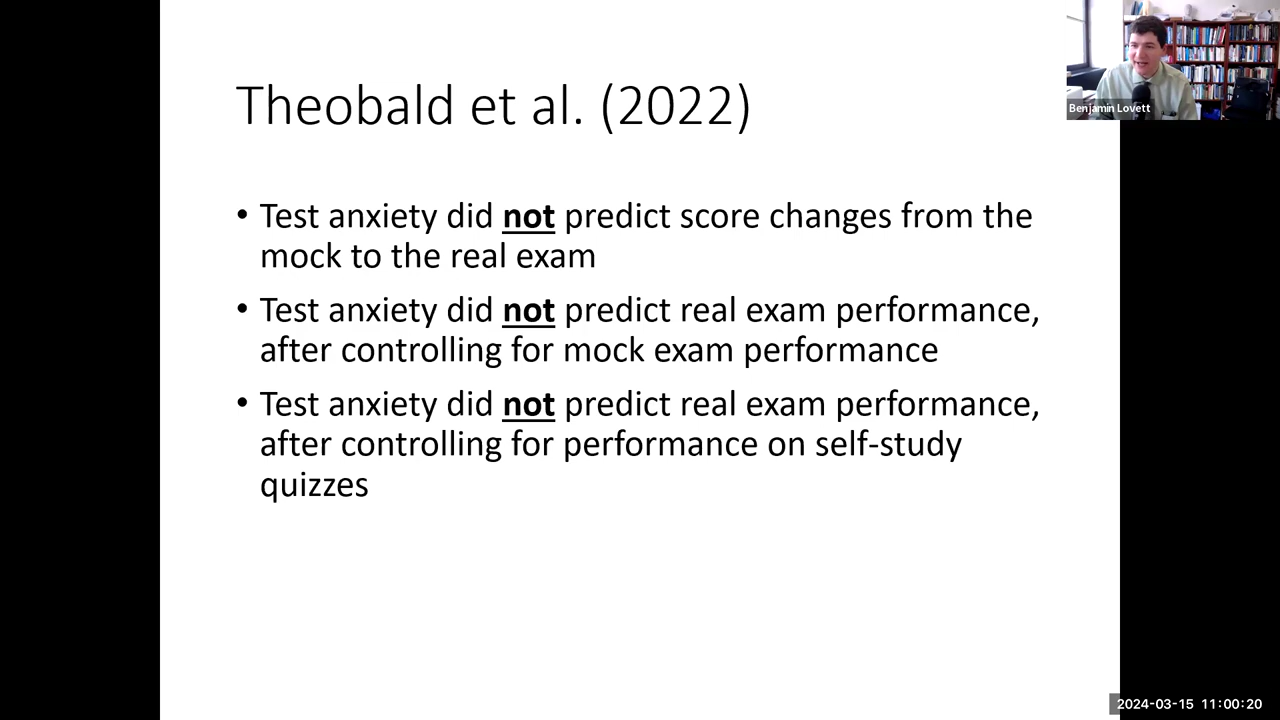 Theobald et al. (2022)
• Test anxiety did not predict score changes from the
mock to the real exam
• Test anxiety did not predict real exam performance,
after controlling for mock exam performance
• Test anxiety did not predict real exam performance,
after controlling for performance on self-study
quizzes
Benjamin Lovett
2024-03-15 11:00:20